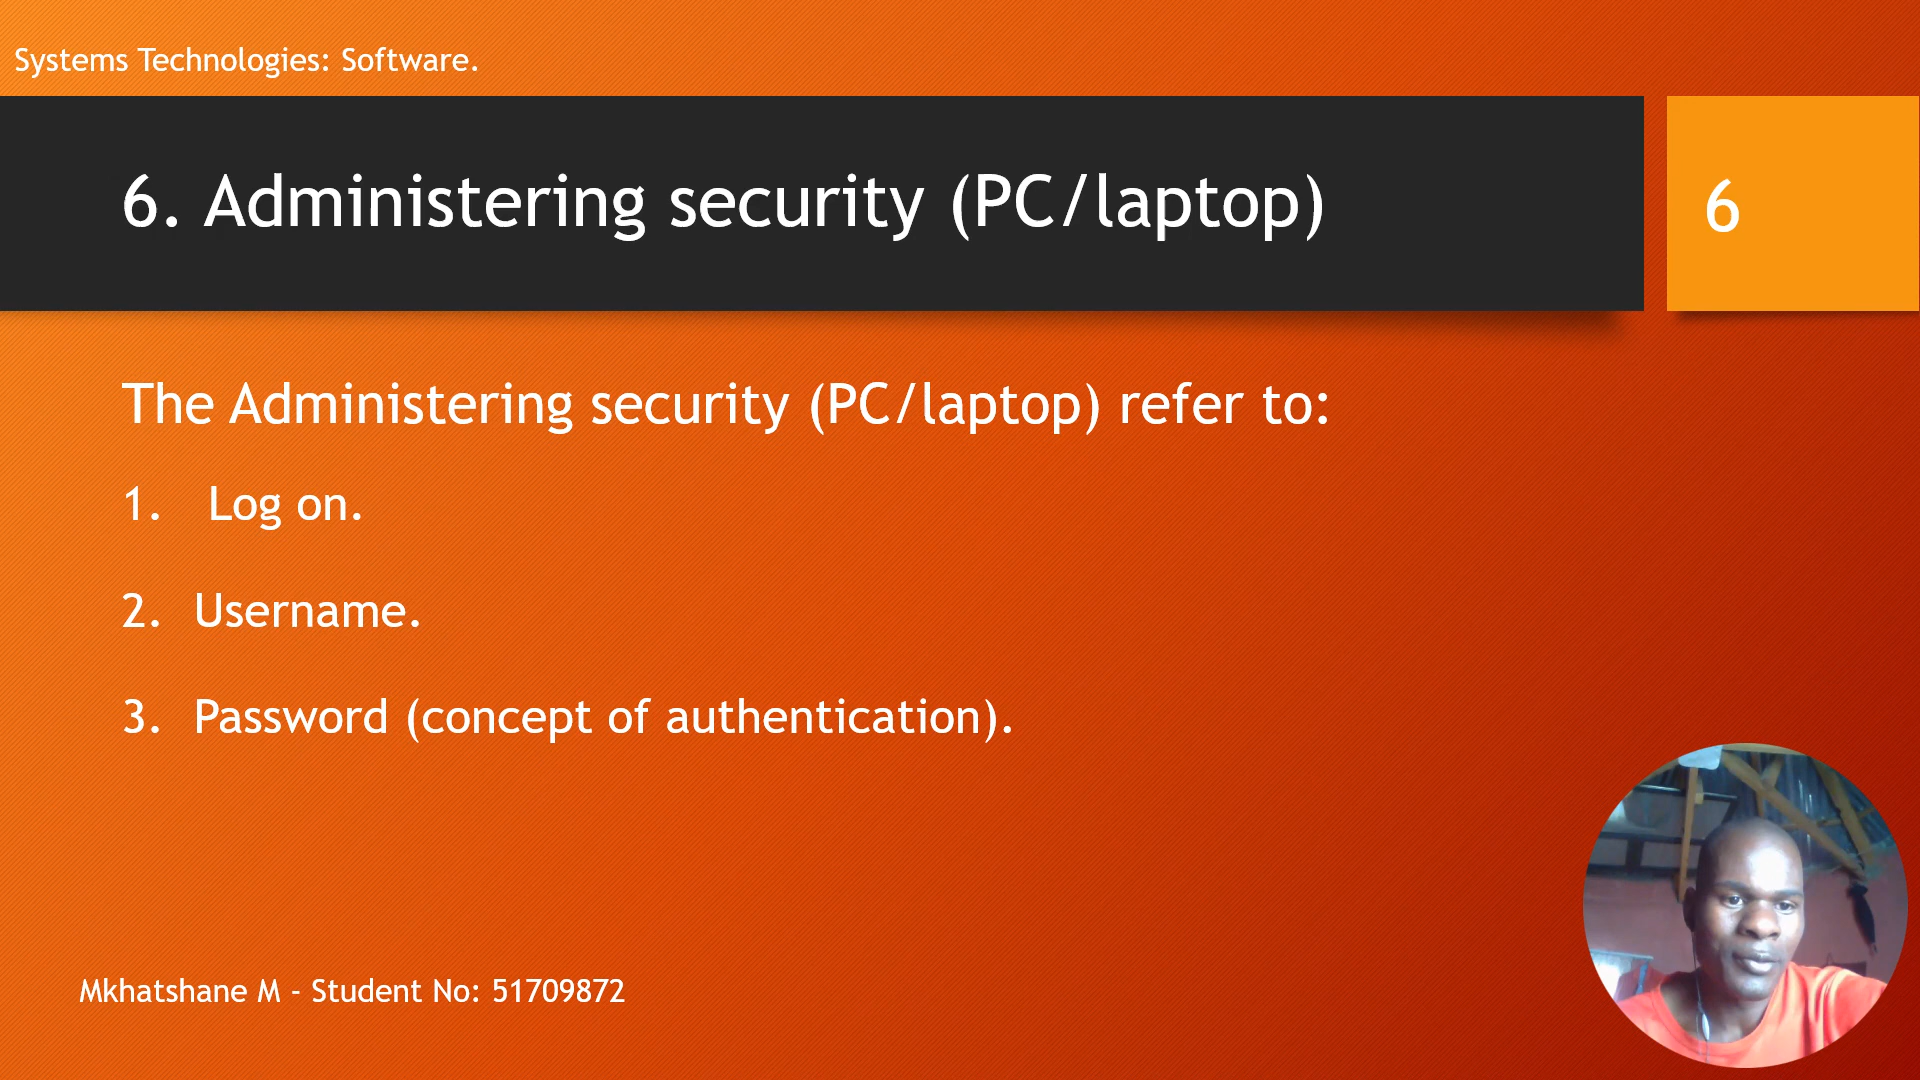 Systems Technologies: Software.
6. Administering security (PC/laptop)
6
The Administering security (PC/laptop) refer to:
1. Log on.
2. Username.
3. Password (concept of authentication).
Mkhatshane M - Student No: 51709872